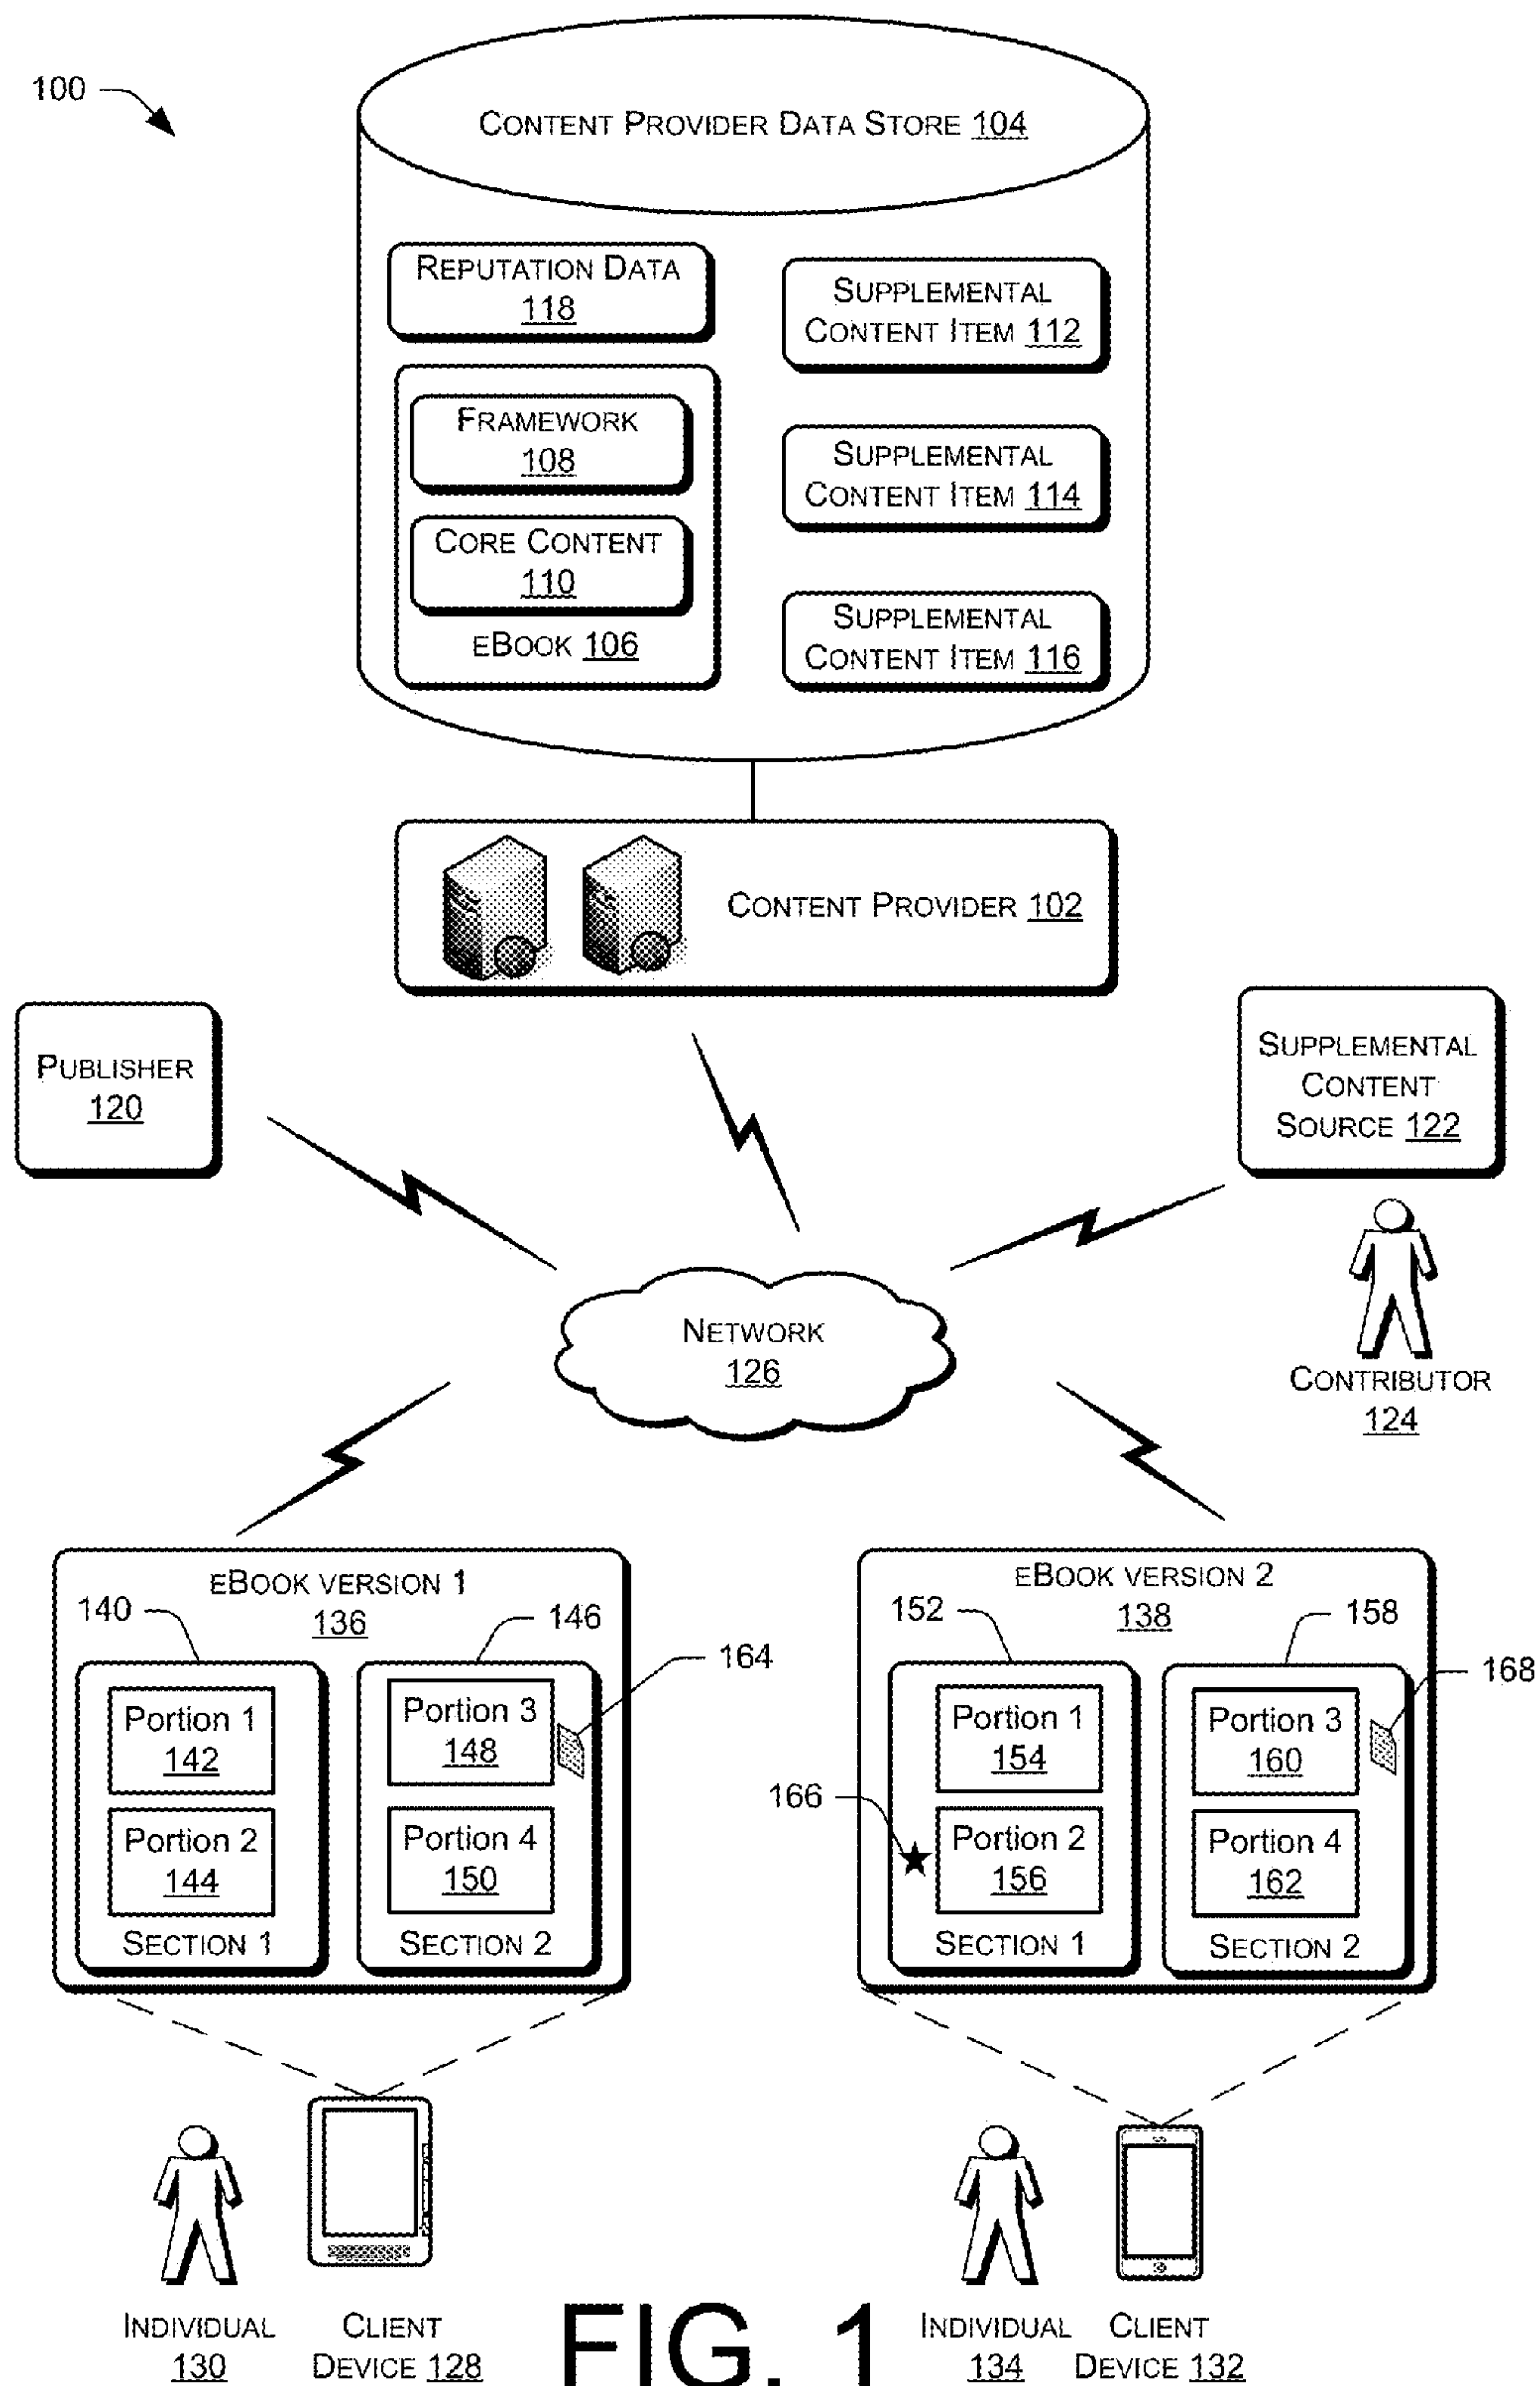 100
CONTENT PROVIDER DATA STORE 104
REPUTATION DATA
118
SUPPLEMENTAL
CONTENT ITEM 112
FRAMEWORK
108
SUPPLEMENTAL
CONTENT ITEM 114
CORE CONTENT
110
EBOOK 106
SUPPLEMENTAL
CONTENT ITEM 116
CONTENT PROVIDER 102
PUBLISHER
120
SUPPLEMENTAL
CONTENT
SOURCE 122
CONTRIBUTOR
124
NETWORK
126
EBOOK VERSION 1
136
140
146
164
Portion 1
142
Portion 2
144
SECTION 1
Portion 3
148
Portion 4
150
SECTION 2
EBOOK VERSION 2
138
152
158
168
166
Portion 1
154
Portion 2
156
SECTION 1
Portion 3
160
Portion 4
162
SECTION 2
INDIVIDUAL
130
CLIENT
DEVICE 128
INDIVIDUAL
134
CLIENT
DEVICE 132
FIG. 1